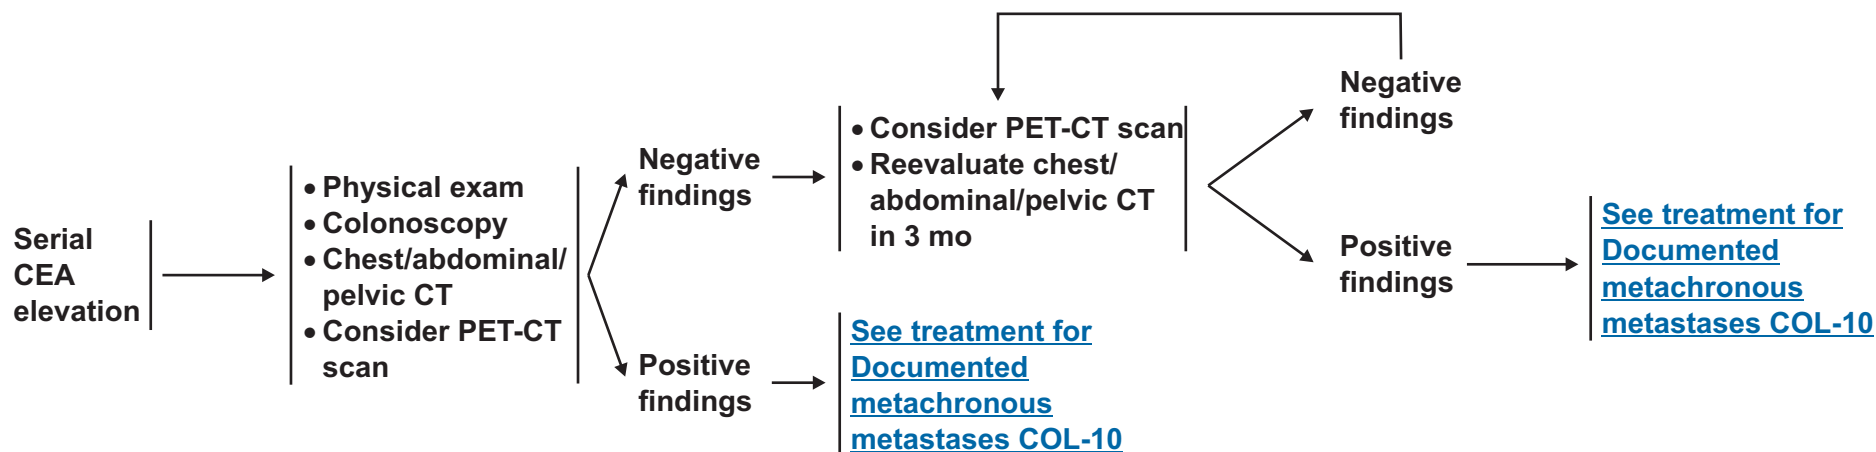 Serial
CEA
elevation
• Physical exam
• Colonoscopy
• Chest/abdominal/
pelvic CT
• Consider PET-CT
scan
Negative
findings
Positive
findings
• Consider PET-CT scan
• Reevaluate chest/
abdominal/pelvic CT
in 3 mo
See treatment for
Documented
metachronous
metastases COL-10
Negative
findings
Positive
findings
See treatment for
Documented
metachronous
metastases COL-10